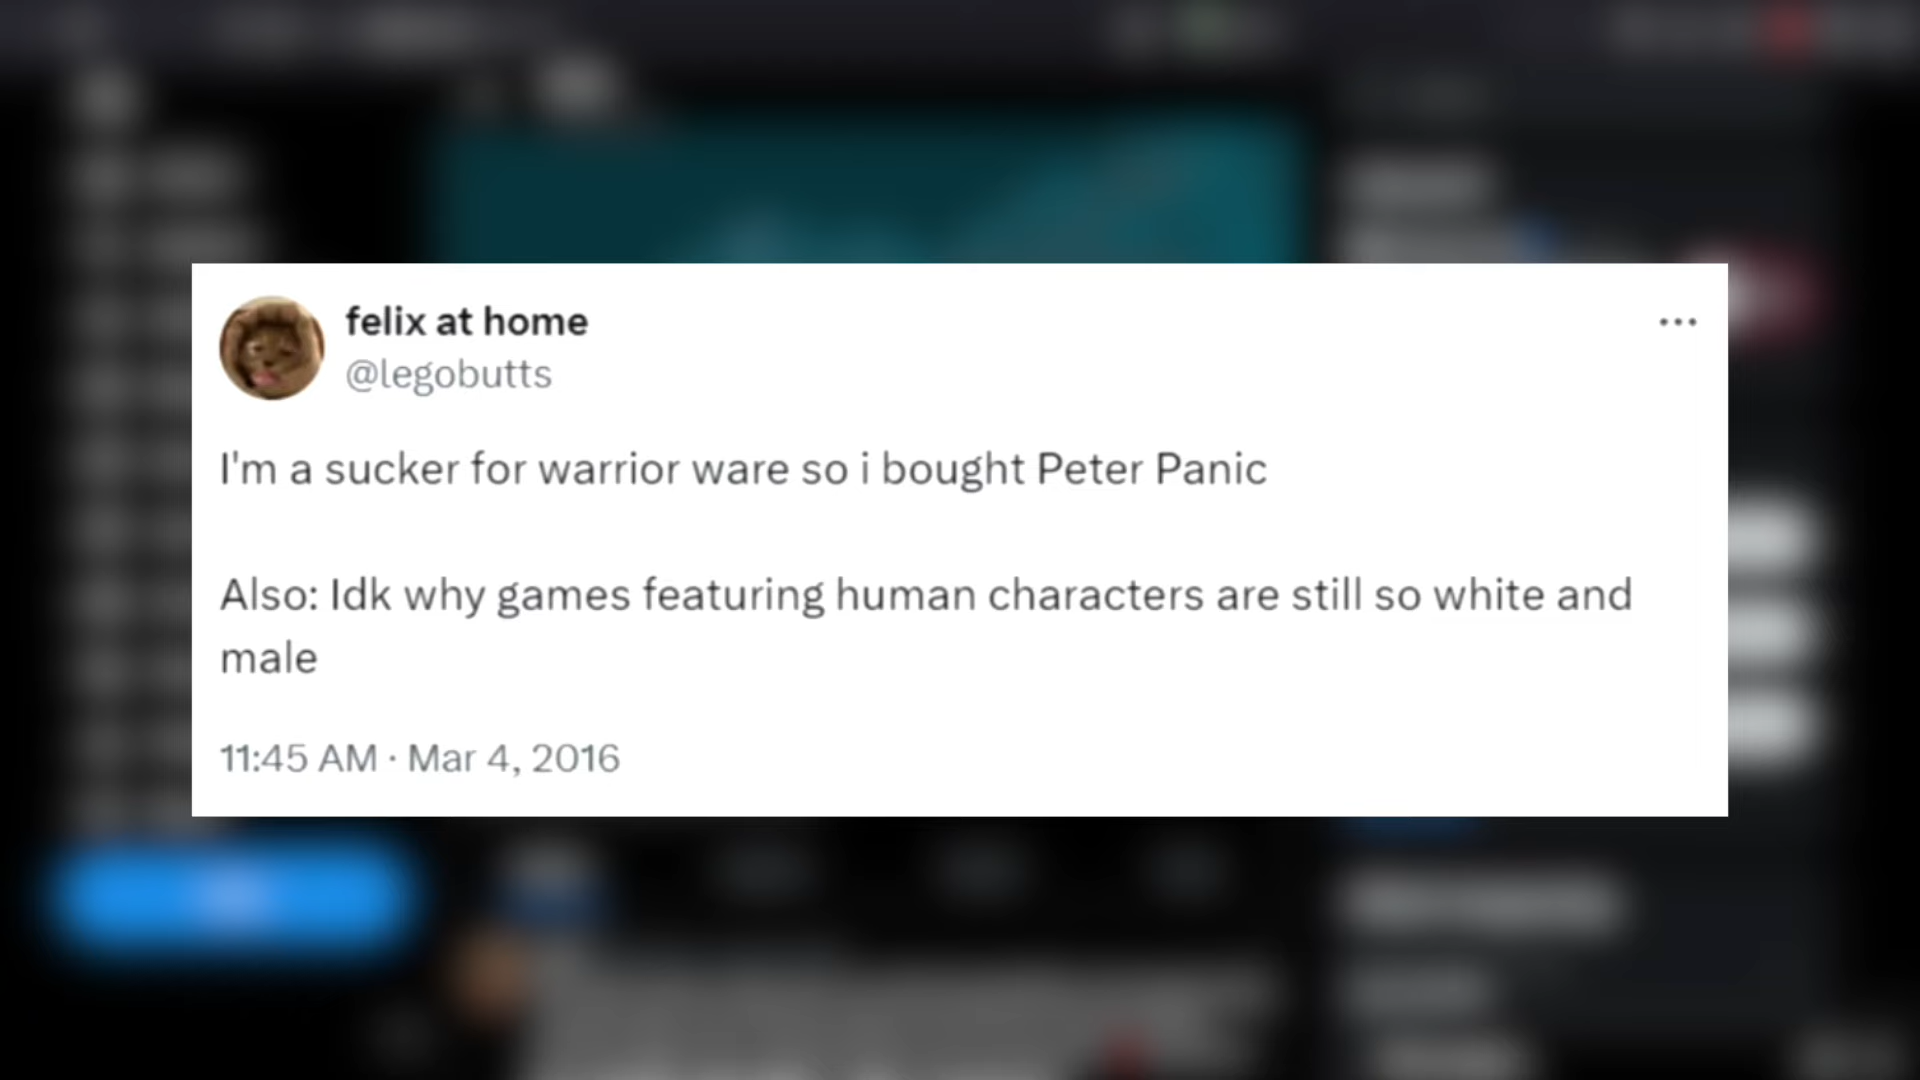 felix at home
@legobutts
I'm a sucker for warrior ware so i bought Peter Panic
Also: Idk why games featuring human characters are still so white and
male
11:45 AM · Mar 4, 2016